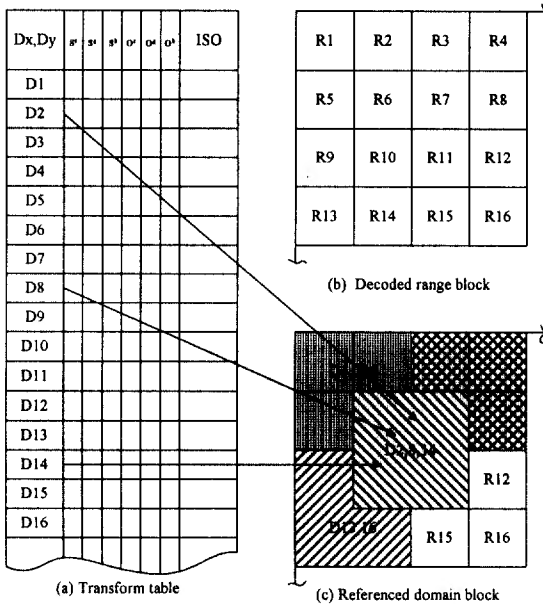 Dx,Dy ISO
D1
D2
D3
D4
D5
D6
D7
D8
D9
D10
D11
D12
D13
D14
D15
D16
(a) Transform table
R1 R2 R3 R4
R5 R6 R7 R8
R9 R10 R11 R12
R13 R14 R15 R16
(b) Decoded range block
R12
R15 R16
(c) Referenced domain block